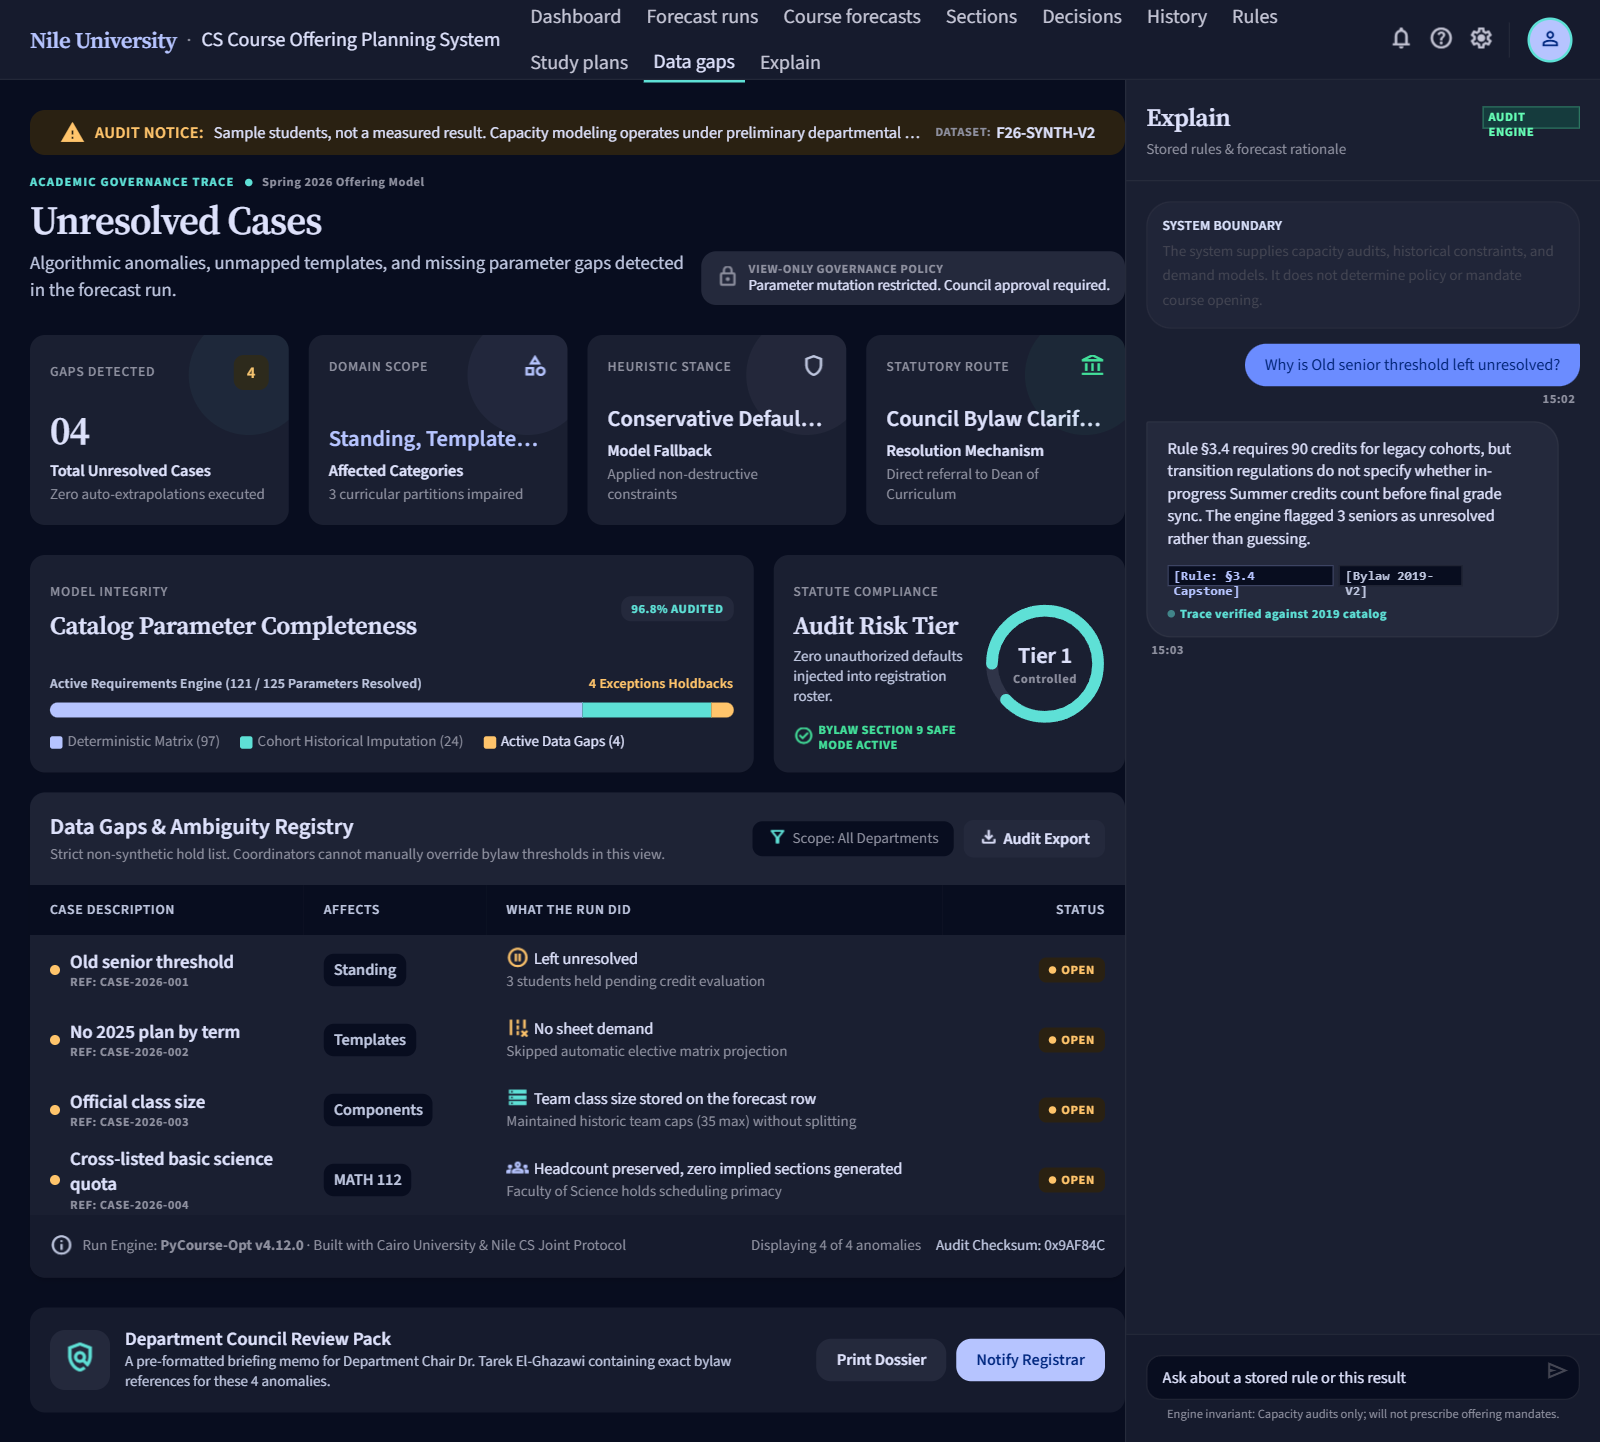 Nile University · CS Course Offering Planning System
Dashboard Forecast runs Course forecasts Sections Decisions History Rules
Study plans Data gaps Explain
AUDIT NOTICE: Sample students, not a measured result. Capacity modeling operates under preliminary departmental ... DATASET: F26-SYNTH-V2
ACADEMIC GOVERNANCE TRACE Spring 2026 Offering Model
Unresolved Cases
Algorithmic anomalies, unmapped templates, and missing parameter gaps detected
in the forecast run.
VIEW-ONLY GOVERNANCE POLICY
Parameter mutation restricted. Council approval required.
GAPS DETECTED
4
04
Total Unresolved Cases
Zero auto-extrapolations executed
DOMAIN SCOPE
Standing, Template...
Affected Categories
3 curricular partitions impaired
HEURISTIC STANCE
Conservative Defaul...
Model Fallback
Applied non-destructive
constraints
STATUTORY ROUTE
Council Bylaw Clarif...
Resolution Mechanism
Direct referral to Dean of
Curriculum
MODEL INTEGRITY
Catalog Parameter Completeness
96.8% AUDITED
Active Requirements Engine (121 / 125 Parameters Resolved)
4 Exceptions Holdbacks
Deterministic Matrix (97) Cohort Historical Imputation (24) Active Data Gaps (4)
STATUTE COMPLIANCE
Audit Risk Tier
Zero unauthorized defaults
injected into registration
roster.
BYLAW SECTION 9 SAFE
MODE ACTIVE
Tier 1
Controlled
Data Gaps & Ambiguity Registry
Strict non-synthetic hold list. Coordinators cannot manually override bylaw thresholds in this view.
Scope: All Departments
Audit Export
CASE DESCRIPTION AFFECTS WHAT THE RUN DID STATUS
Old senior threshold
REF: CASE-2026-001
Standing
Left unresolved
3 students held pending credit evaluation
OPEN
No 2025 plan by term
REF: CASE-2026-002
Templates
No sheet demand
Skipped automatic elective matrix projection
OPEN
Official class size
REF: CASE-2026-003
Components
Team class size stored on the forecast row
Maintained historic team caps (35 max) without splitting
OPEN
Cross-listed basic science
quota
REF: CASE-2026-004
MATH 112
Headcount preserved, zero implied sections generated
Faculty of Science holds scheduling primacy
OPEN
Run Engine: PyCourse-Opt v4.12.0 · Built with Cairo University & Nile CS Joint Protocol
Displaying 4 of 4 anomalies Audit Checksum: 0x9AF84C
Department Council Review Pack
A pre-formatted briefing memo for Department Chair Dr. Tarek El-Ghazawi containing exact bylaw
references for these 4 anomalies.
Print Dossier
Notify Registrar
Explain
AUDIT
ENGINE
Stored rules & forecast rationale
SYSTEM BOUNDARY
The system supplies capacity audits, historical constraints, and
demand models. It does not determine policy or mandate
course opening.
Why is Old senior threshold left unresolved?
15:02
Rule §3.4 requires 90 credits for legacy cohorts, but
transition regulations do not specify whether in-
progress Summer credits count before final grade
sync. The engine flagged 3 seniors as unresolved
rather than guessing.
[Rule: §3.4
Capstone]
[Bylaw 2019-
V2]
Trace verified against 2019 catalog
15:03
Ask about a stored rule or this result
Engine invariant: Capacity audits only; will not prescribe offering mandates.